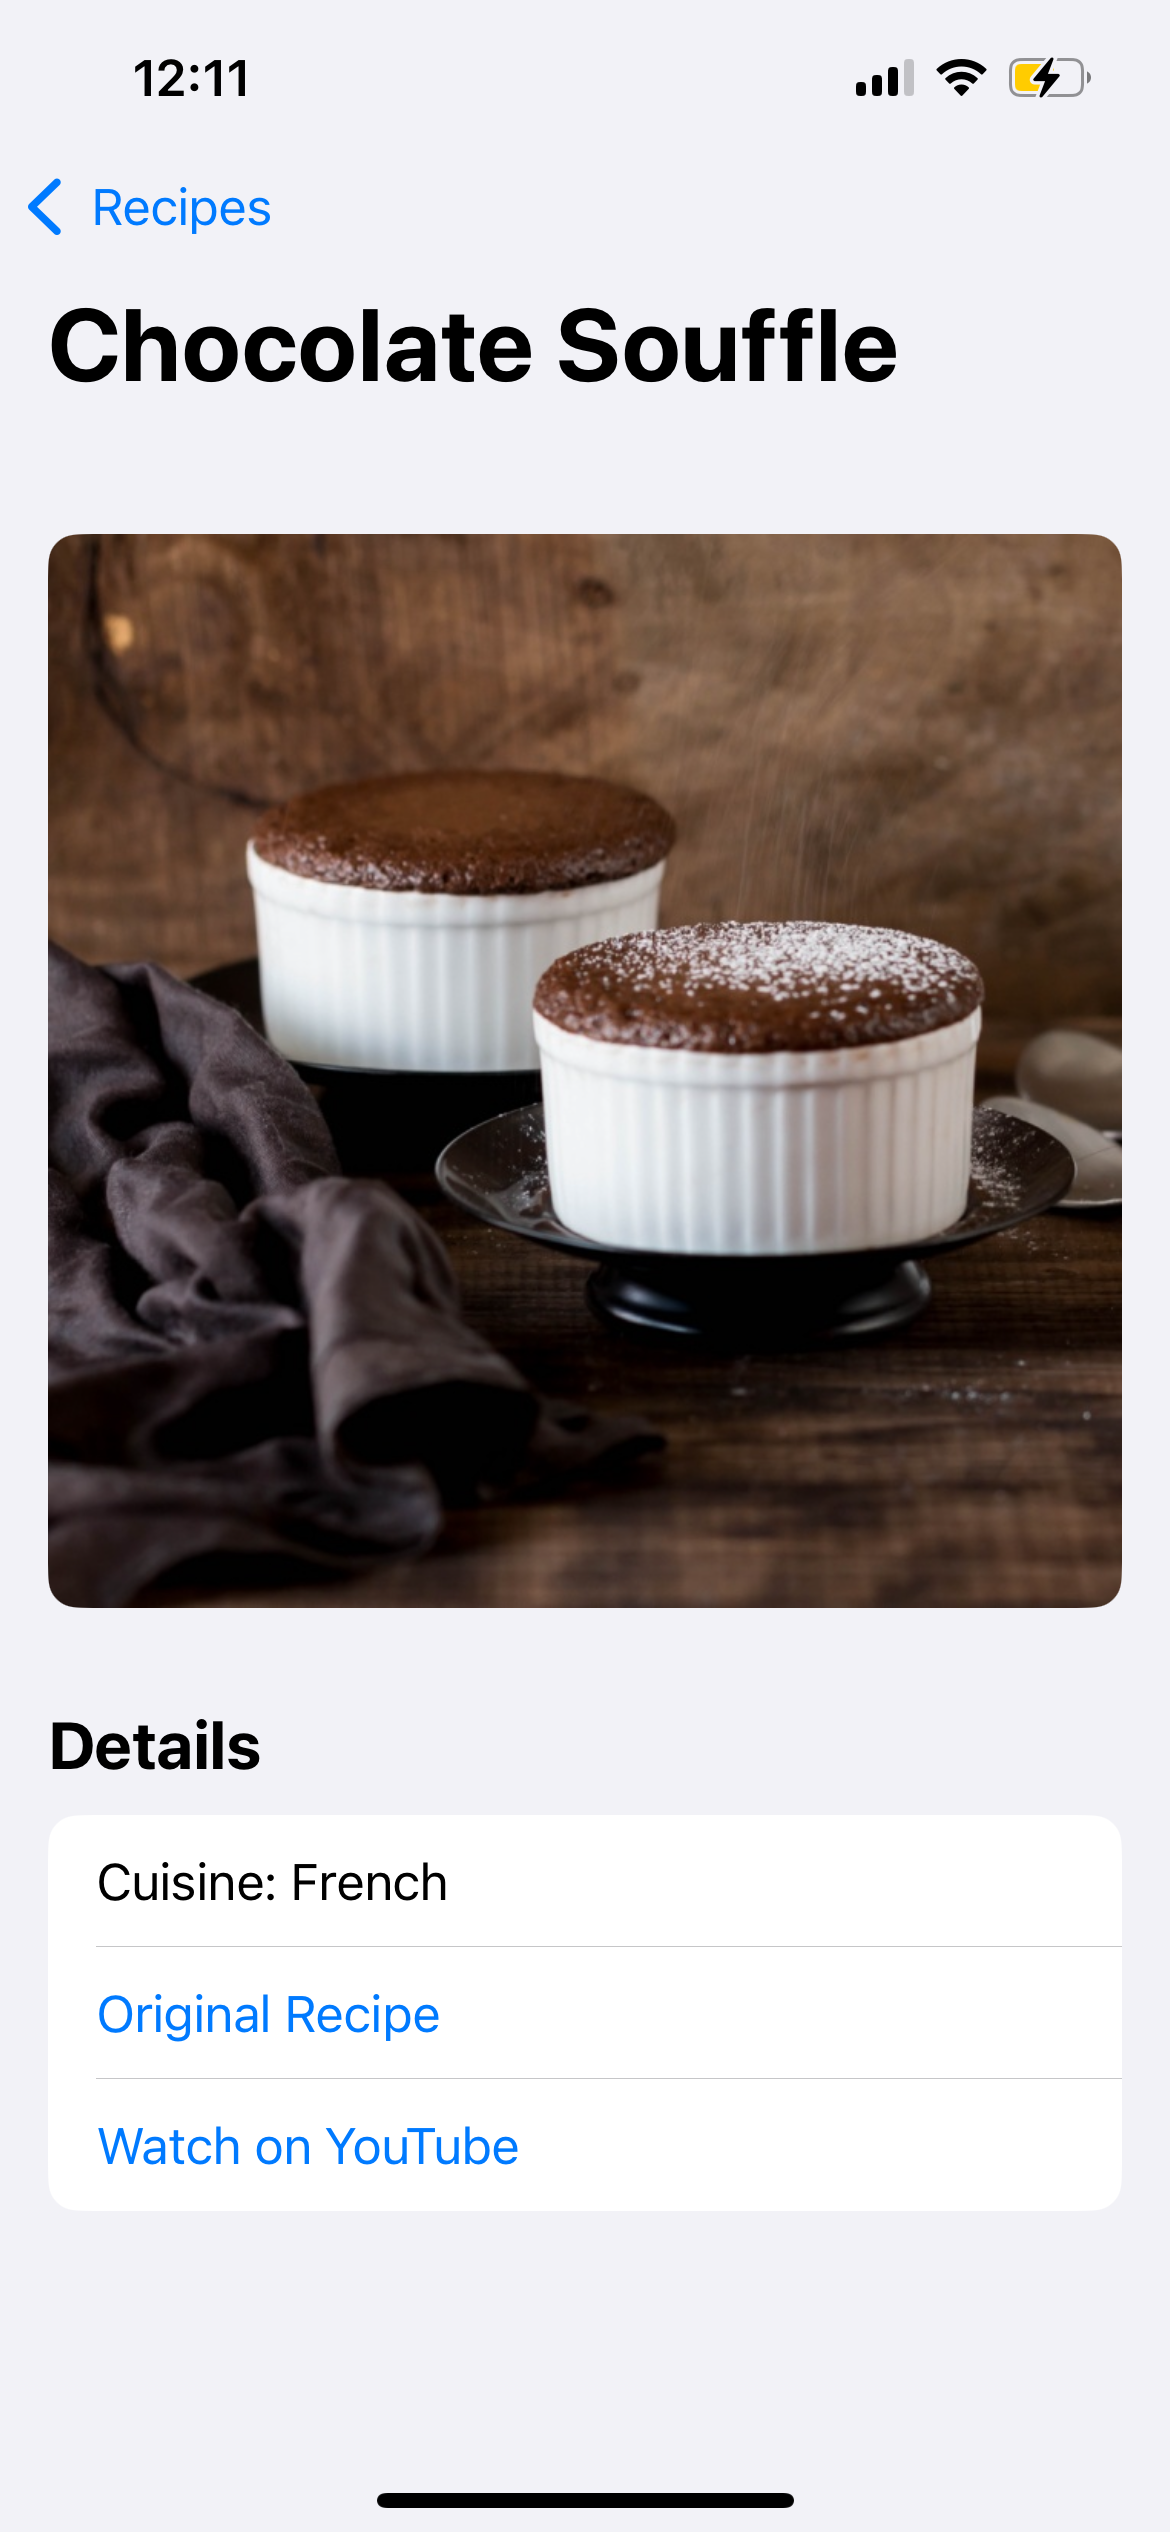 12:11
Recipes
Chocolate Souffle
Details
Cuisine: French
Original Recipe
Watch on YouTube